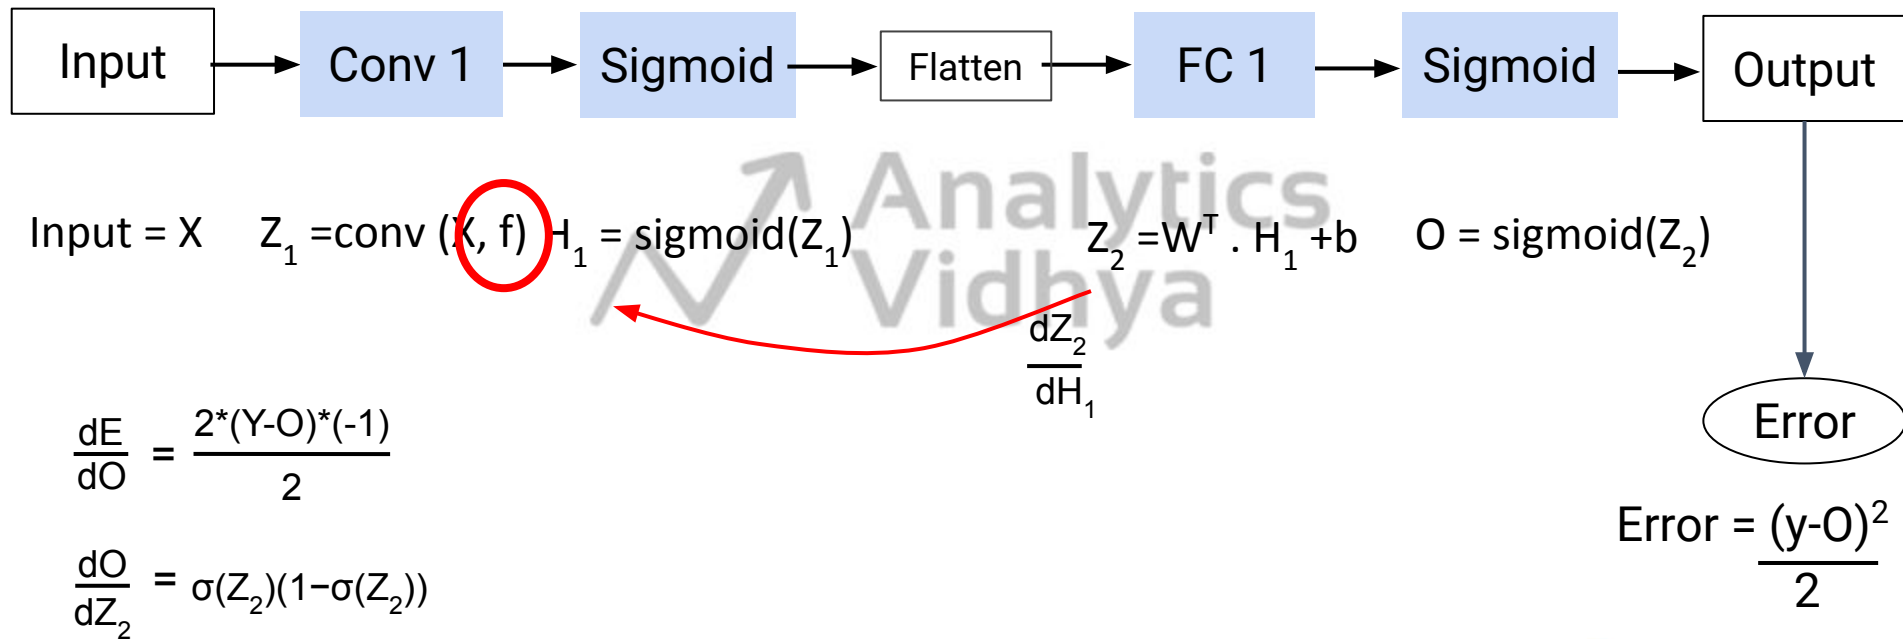 Input Conv 1 Sigmoid Flatten FC 1 Sigmoid Output
Analytics
Vidhya
Input = X Z₁ =conv (X, f) H₁ = sigmoid(Z₁) Z₂ =Wᵀ . H₁ +b O = sigmoid(Z₂)
dZ₂
dH₁
dE
dO
=
2*(Y-O)*(-1)
2
Error
Error = (y-O)²
2
dO
dZ₂
= σ(Z₂)(1−σ(Z₂))